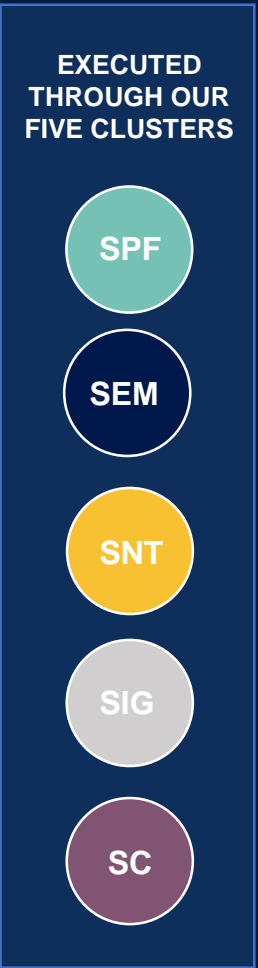 EXECUTED
THROUGH OUR
FIVE CLUSTERS
SPF
SEM
SNT
SIG
SC